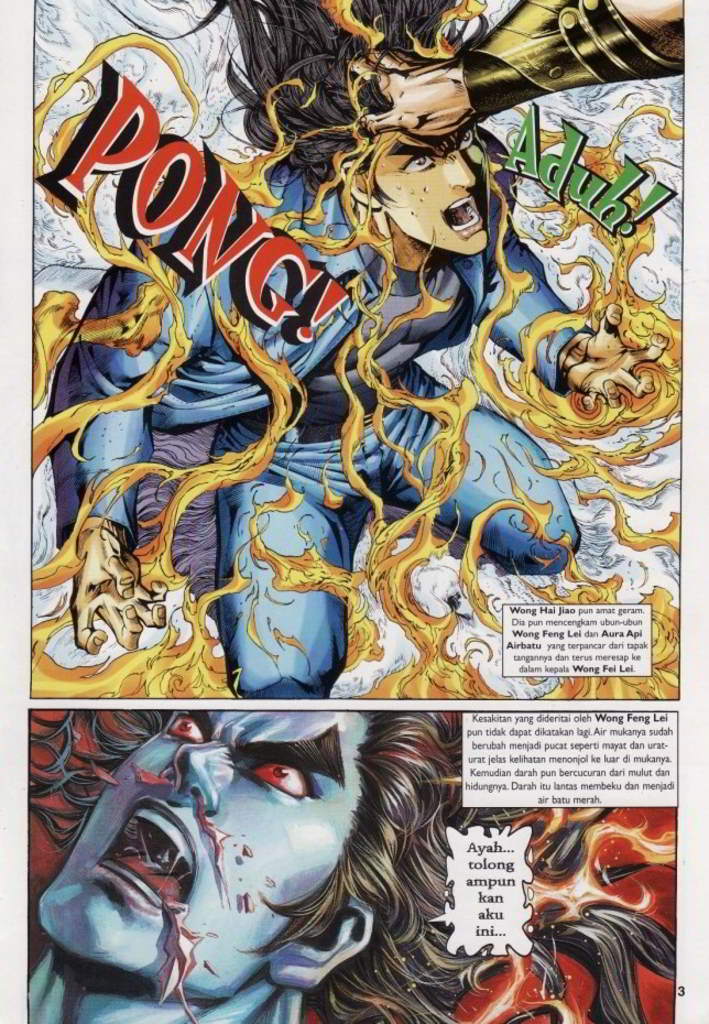 PONG!!
Aduh!!
Wong Hai Jiao pun amat geram.
Dia pun mencengkam ubun-ubun
Wong Feng Lei dan Aura Api
Airbatu yang terpancar dari tapak
tangannya dan terus meresap ke
dalam kepala Wong Fei Lei.
Kesakitan yang dideritai oleh Wong Feng Lei
pun tidak dapat dikatakan lagi. Air mukanya sudah
berubah menjadi pucat seperti mayat dan urat-
urat jelas kelihatan menonjol ke luar di mukanya.
Kemudian darah pun bercucuran dari mulut dan
hidungnya. Darah itu lantas membeku dan menjadi
air batu merah.
Ayah...
tolong
ampun
kan
aku
ini...
3